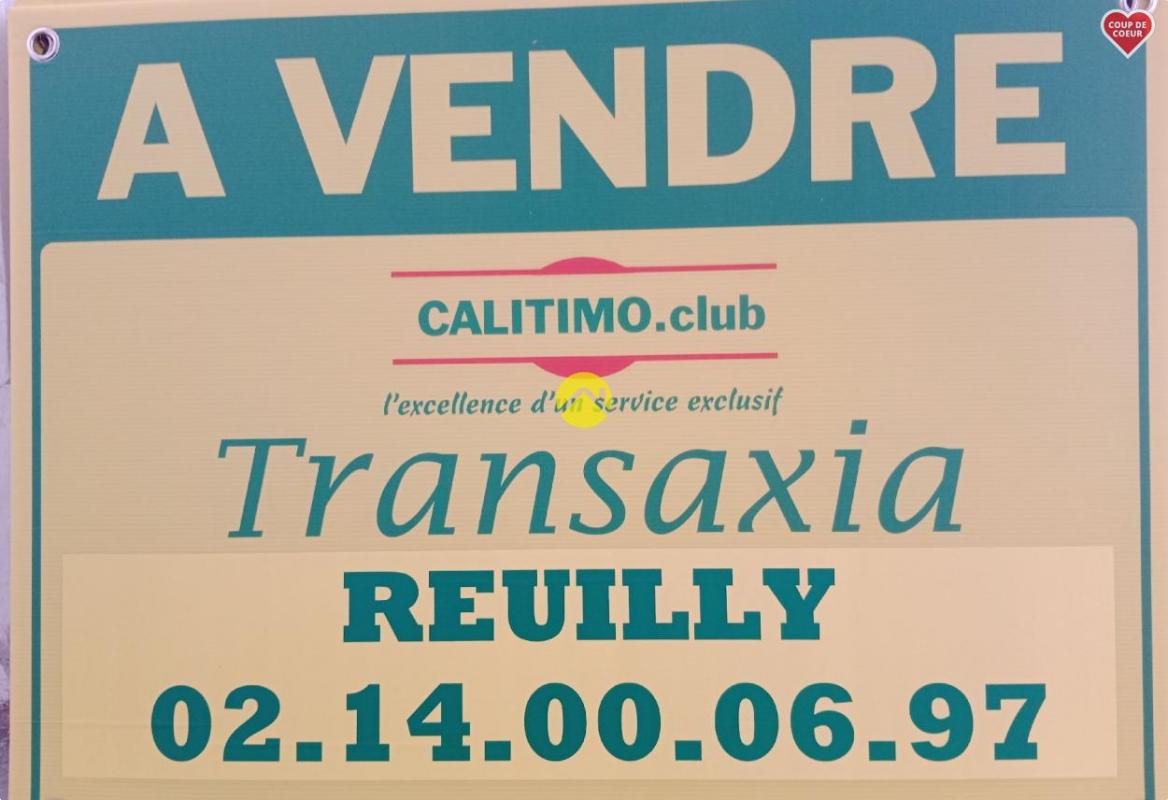 COUP DE
COEUR
A VENDRE
CALITIMO.club
l'excellence d'un service exclusif
Transaxia
REUILLY
02.14.00.06.97